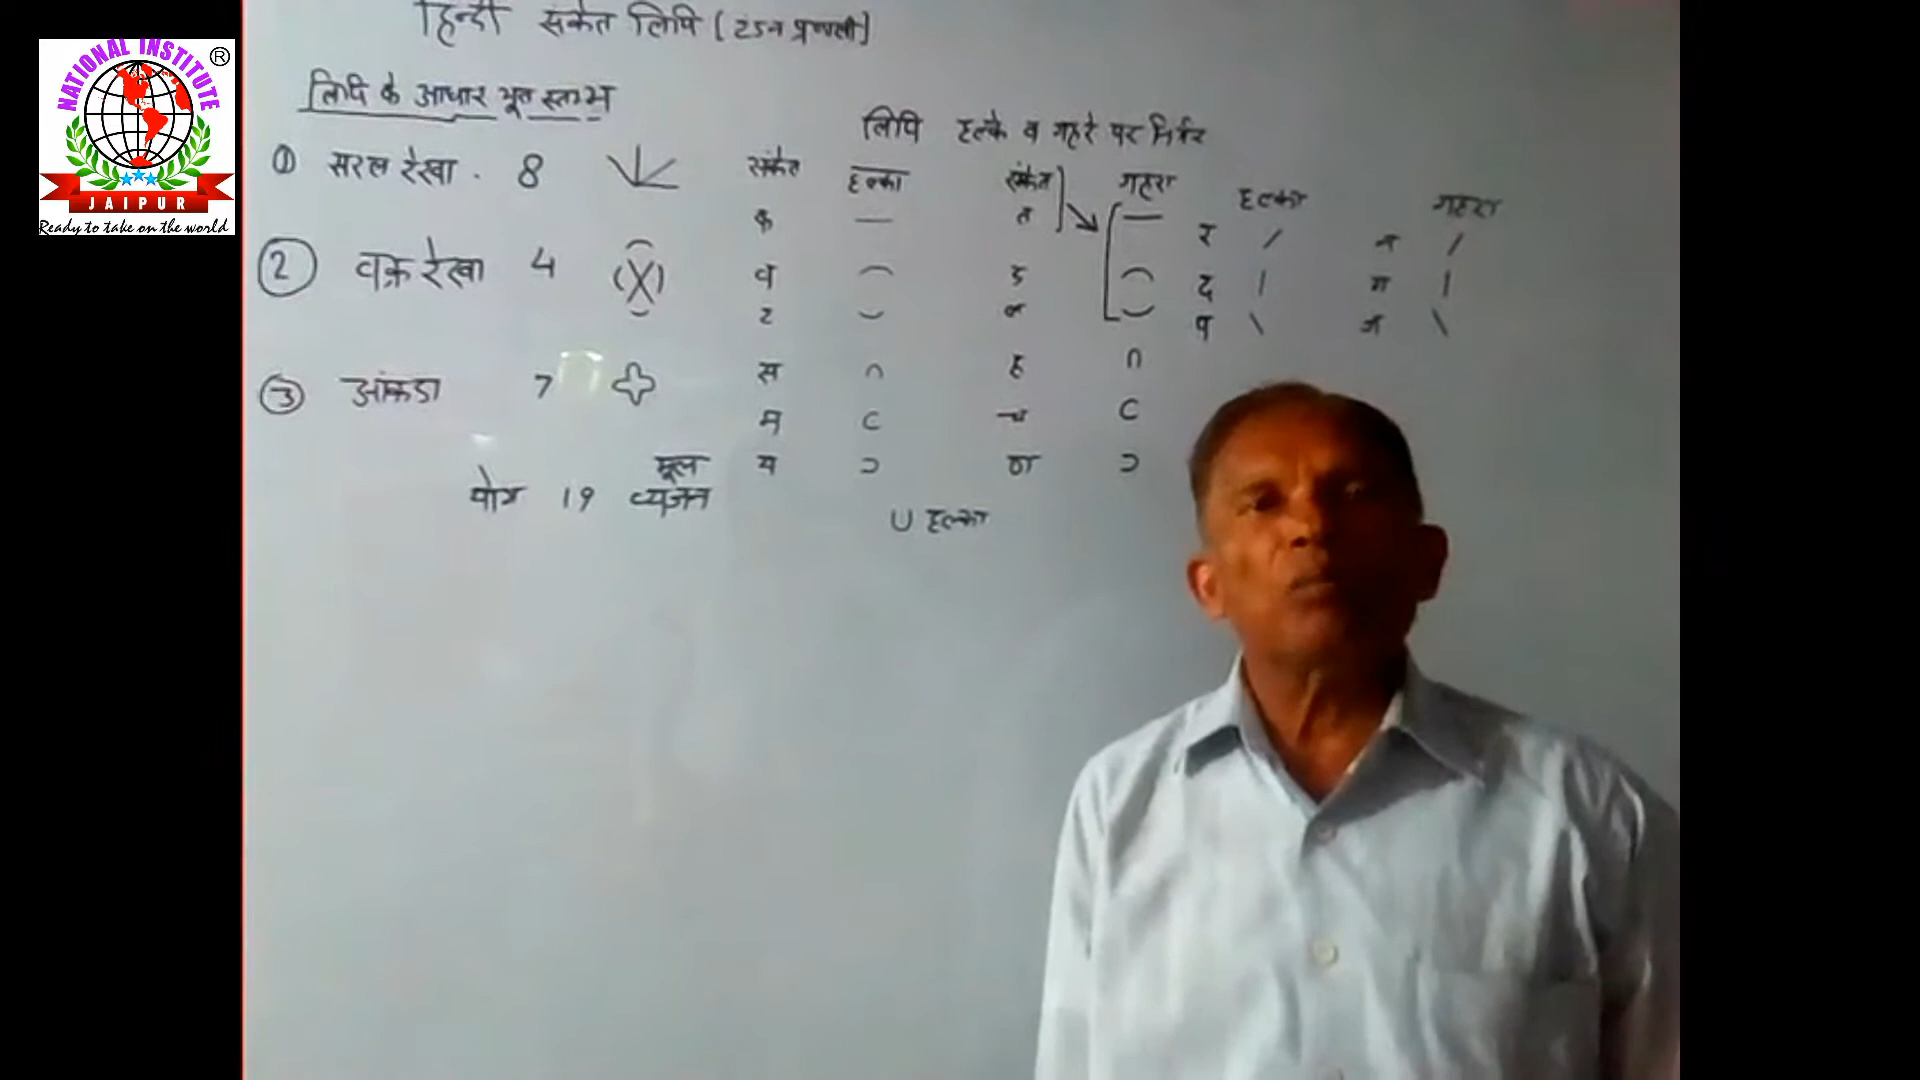 NATIONAL INSTITUTE ®
JAIPUR
Ready to take on the world
हिन्दी संकेत लिपि (टंडन प्रणाली)
लिपि के आधार भूत स्तम्भ
लिपि हल्के व गहरे पर निर्भर
① सरल रेखा . 8
② वक्र रेखा 4
③ आंकडा 7
योग 19 मूल व्यंजन
संकेत हल्का संकेत गहरा हल्का गहरा
क त र
व द
ट प
स ह
म च
य ण
U हल्का